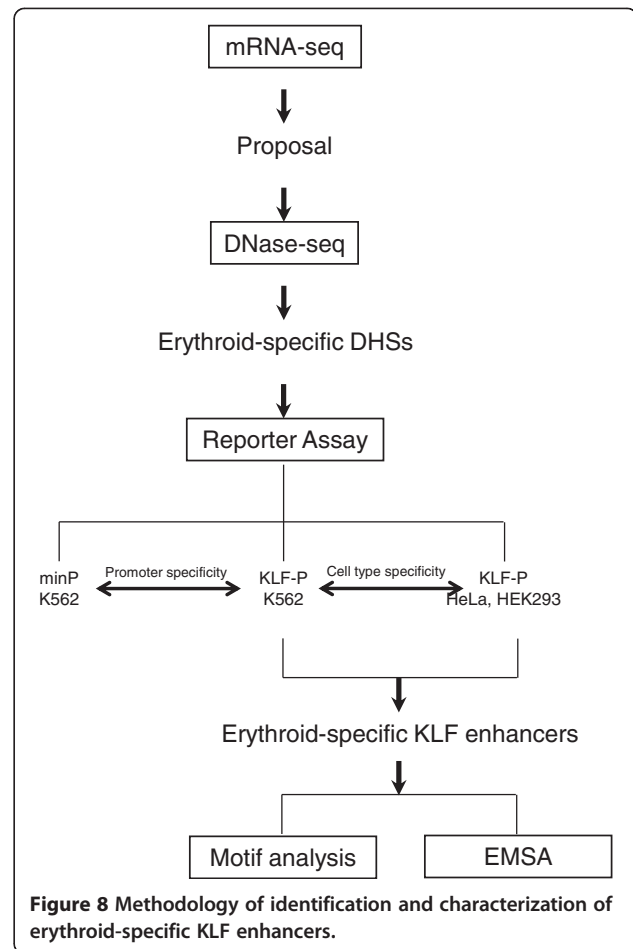 mRNA-seq
Proposal
DNase-seq
Erythroid-specific DHSs
Reporter Assay
minP
K562
Promoter specificity
KLF-P
K562
Cell type specificity
KLF-P
HeLa, HEK293
Erythroid-specific KLF enhancers
Motif analysis
EMSA
Figure 8 Methodology of identification and characterization of
erythroid-specific KLF enhancers.